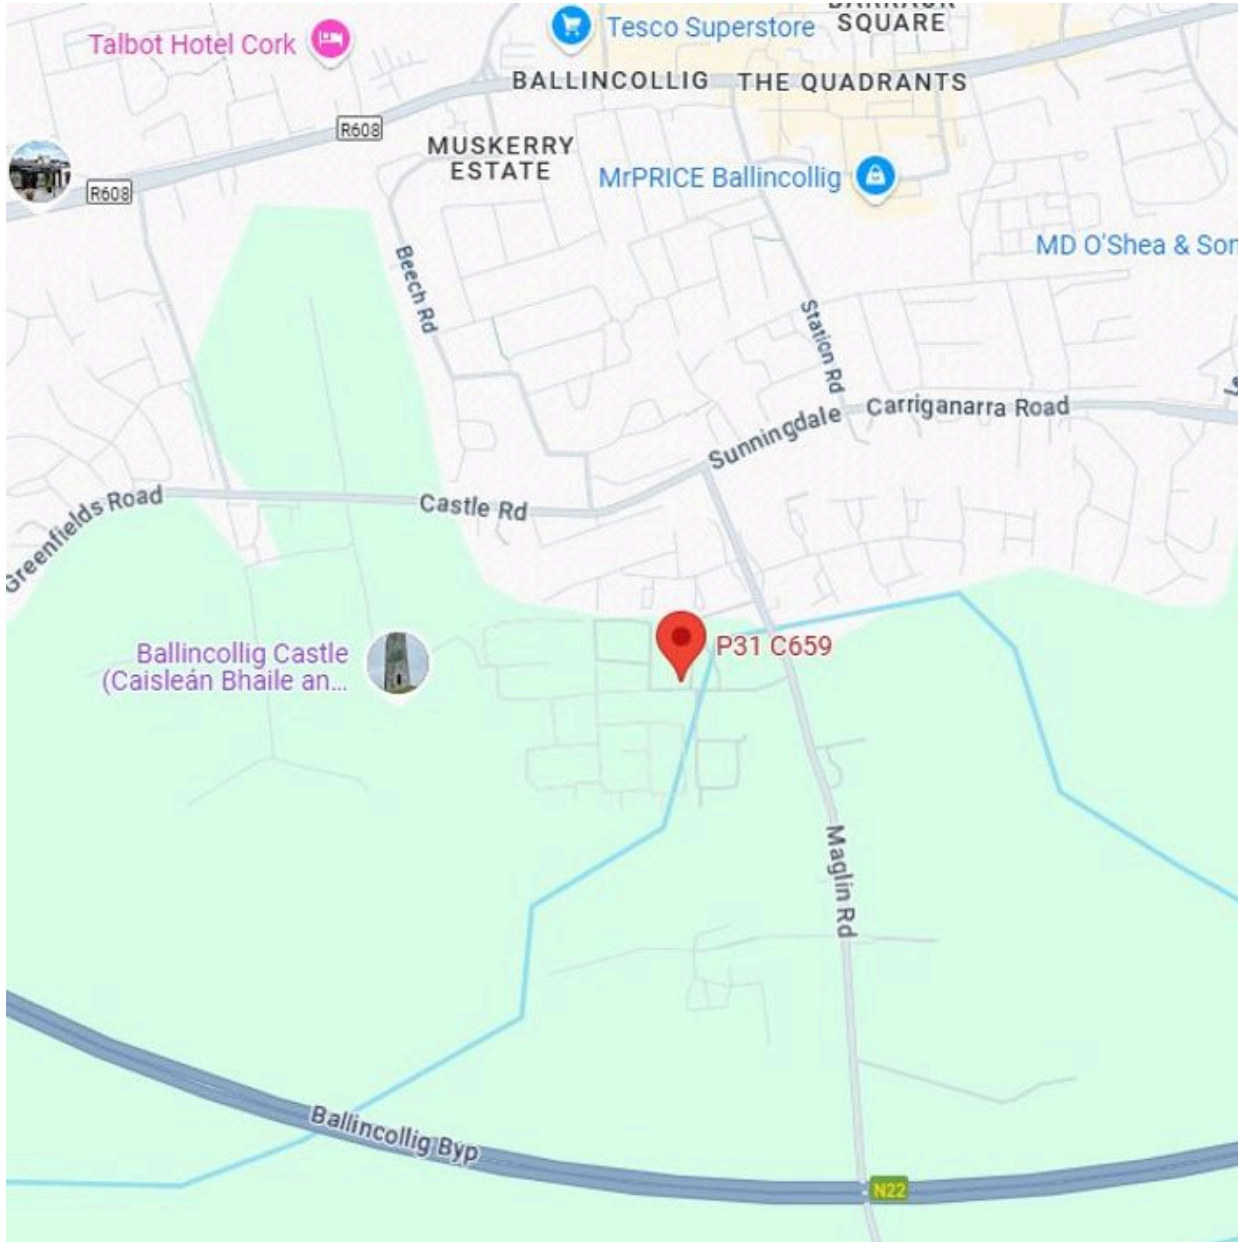 BARRACK
SQUARE
Talbot Hotel Cork
Tesco Superstore
BALLINCOLLIG
THE QUADRANTS
R608
MUSKERRY
ESTATE
MrPRICE Ballincollig
R608
MD O'Shea & Son
Beech Rd
Station Rd
Carriganarra Road
Sunningdale
Castle Rd
Greenfields Road
P31 C659
Ballincollig Castle
(Caisleán Bhaile an...
Maglin Rd
Ballincollig Byp
N22